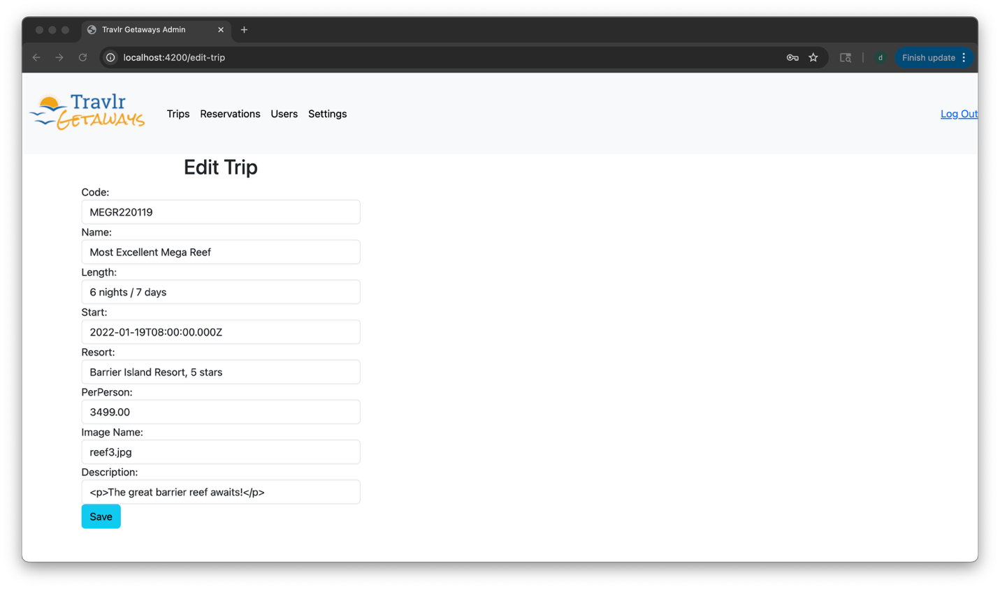 Travlr Getaways Admin
localhost:4200/edit-trip
d
Finish update
Travlr
GETAWAYS
Trips
Reservations
Users
Settings
Log Out
Edit Trip
Code:
MEGR220119
Name:
Most Excellent Mega Reef
Length:
6 nights / 7 days
Start:
2022-01-19T08:00:00.000Z
Resort:
Barrier Island Resort, 5 stars
PerPerson:
3499.00
Image Name:
reef3.jpg
Description:
<p>The great barrier reef awaits!</p>
Save